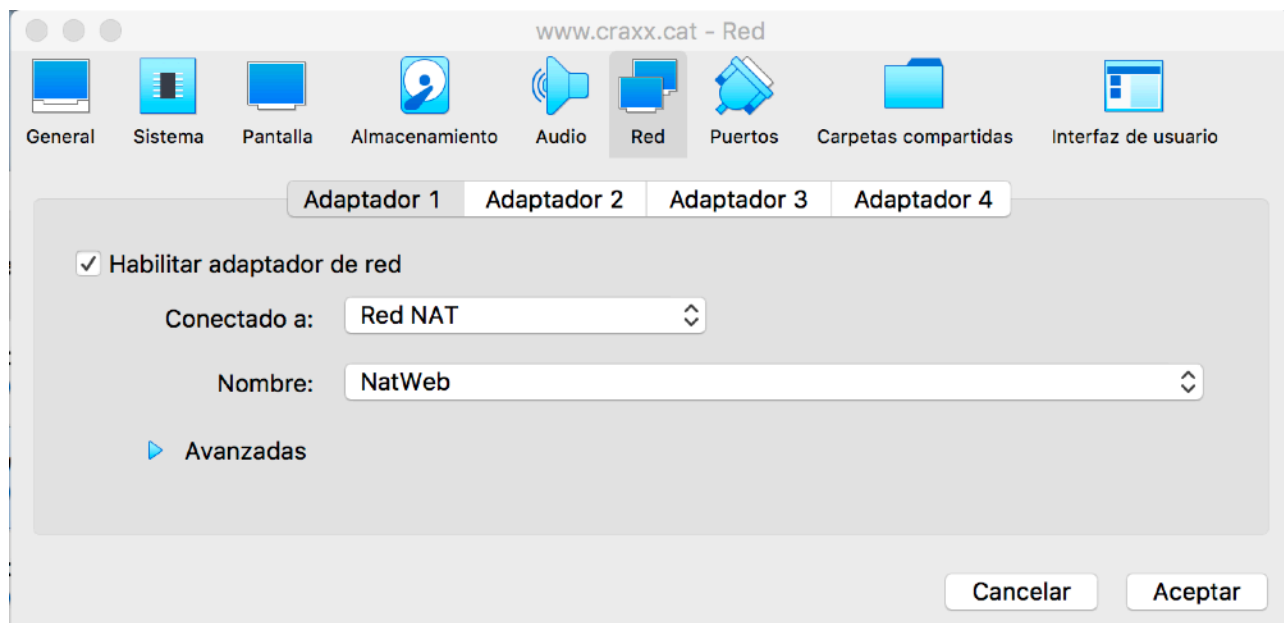 www.craxx.cat - Red
General Sistema Pantalla Almacenamiento Audio Red Puertos Carpetas compartidas Interfaz de usuario
Adaptador 1 Adaptador 2 Adaptador 3 Adaptador 4
Habilitar adaptador de red
Conectado a: Red NAT
Nombre: NatWeb
Avanzadas
Cancelar Aceptar